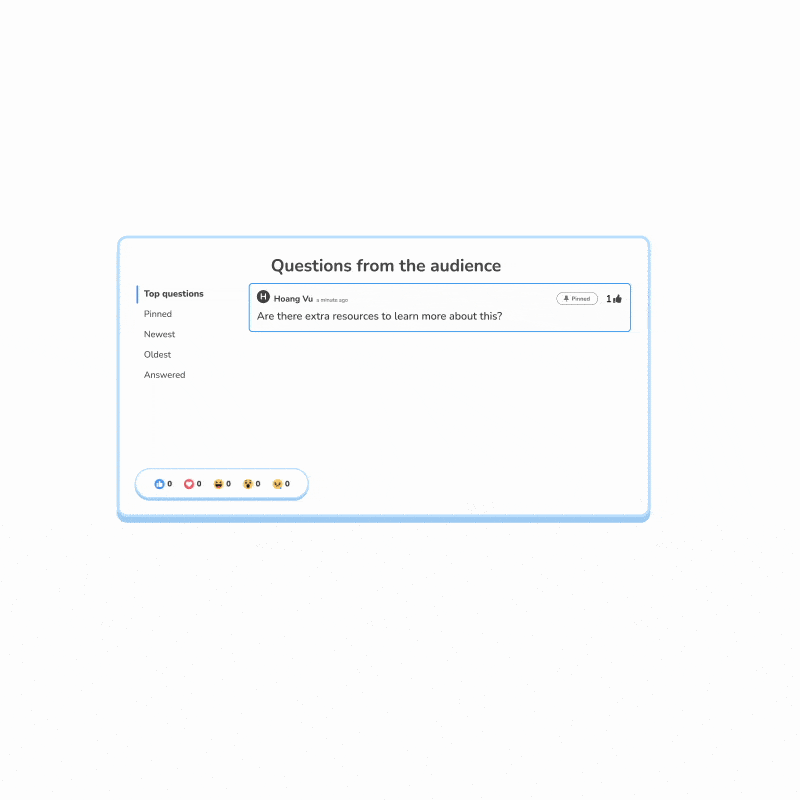 Questions from the audience
Top questions
Pinned
Newest
Oldest
Answered
H Hoang Vu a minute ago Pinned 1
Are there extra resources to learn more about this?
0 0 0 0 0